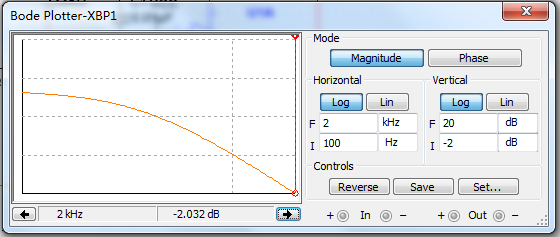 Bode Plotter-XBP1
Mode
Magnitude Phase
Horizontal Vertical
Log Lin Log Lin
F 2 kHz F 20 dB
I 100 Hz I -2 dB
Controls
Reverse Save Set...
2 kHz -2.032 dB
+ In - + Out -